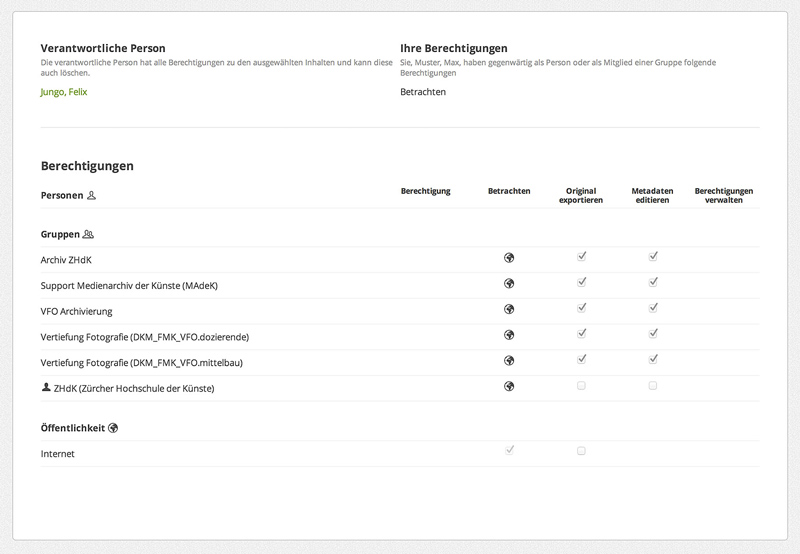 Verantwortliche Person
Die verantwortliche Person hat alle Berechtigungen zu den ausgewählten Inhalten und kann diese
auch löschen.
Jungo, Felix
Ihre Berechtigungen
Sie, Muster, Max, haben gegenwärtig als Person oder als Mitglied einer Gruppe folgende
Berechtigungen
Betrachten
Berechtigungen
Personen
Berechtigung
Betrachten
Original
exportieren
Metadaten
editieren
Berechtigungen
verwalten
Gruppen
Archiv ZHdK
Support Medienarchiv der Künste (MAdeK)
VFO Archivierung
Vertiefung Fotografie (DKM_FMK_VFO.dozierende)
Vertiefung Fotografie (DKM_FMK_VFO.mittelbau)
ZHdK (Zürcher Hochschule der Künste)
Öffentlichkeit
Internet